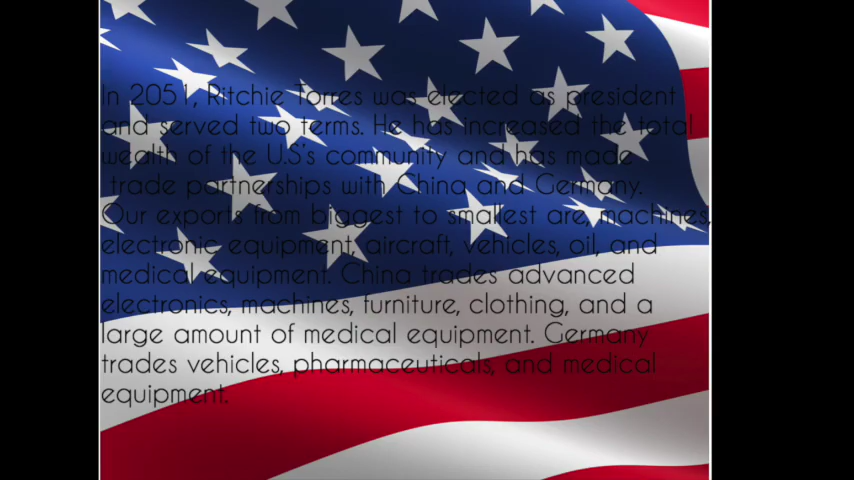 In 2051, Ritchie Torres was elected as president
and served two terms. He has increased the total
wealth of the U.S's community and has made
trade partnerships with China and Germany.
Our exports from biggest to smallest are, machines,
electronic equipment, aircraft, vehicles, oil, and
medical equipment. China trades advanced
electronics, machines, furniture, clothing, and a
large amount of medical equipment. Germany
trades vehicles, pharmaceuticals, and medical
equipment.